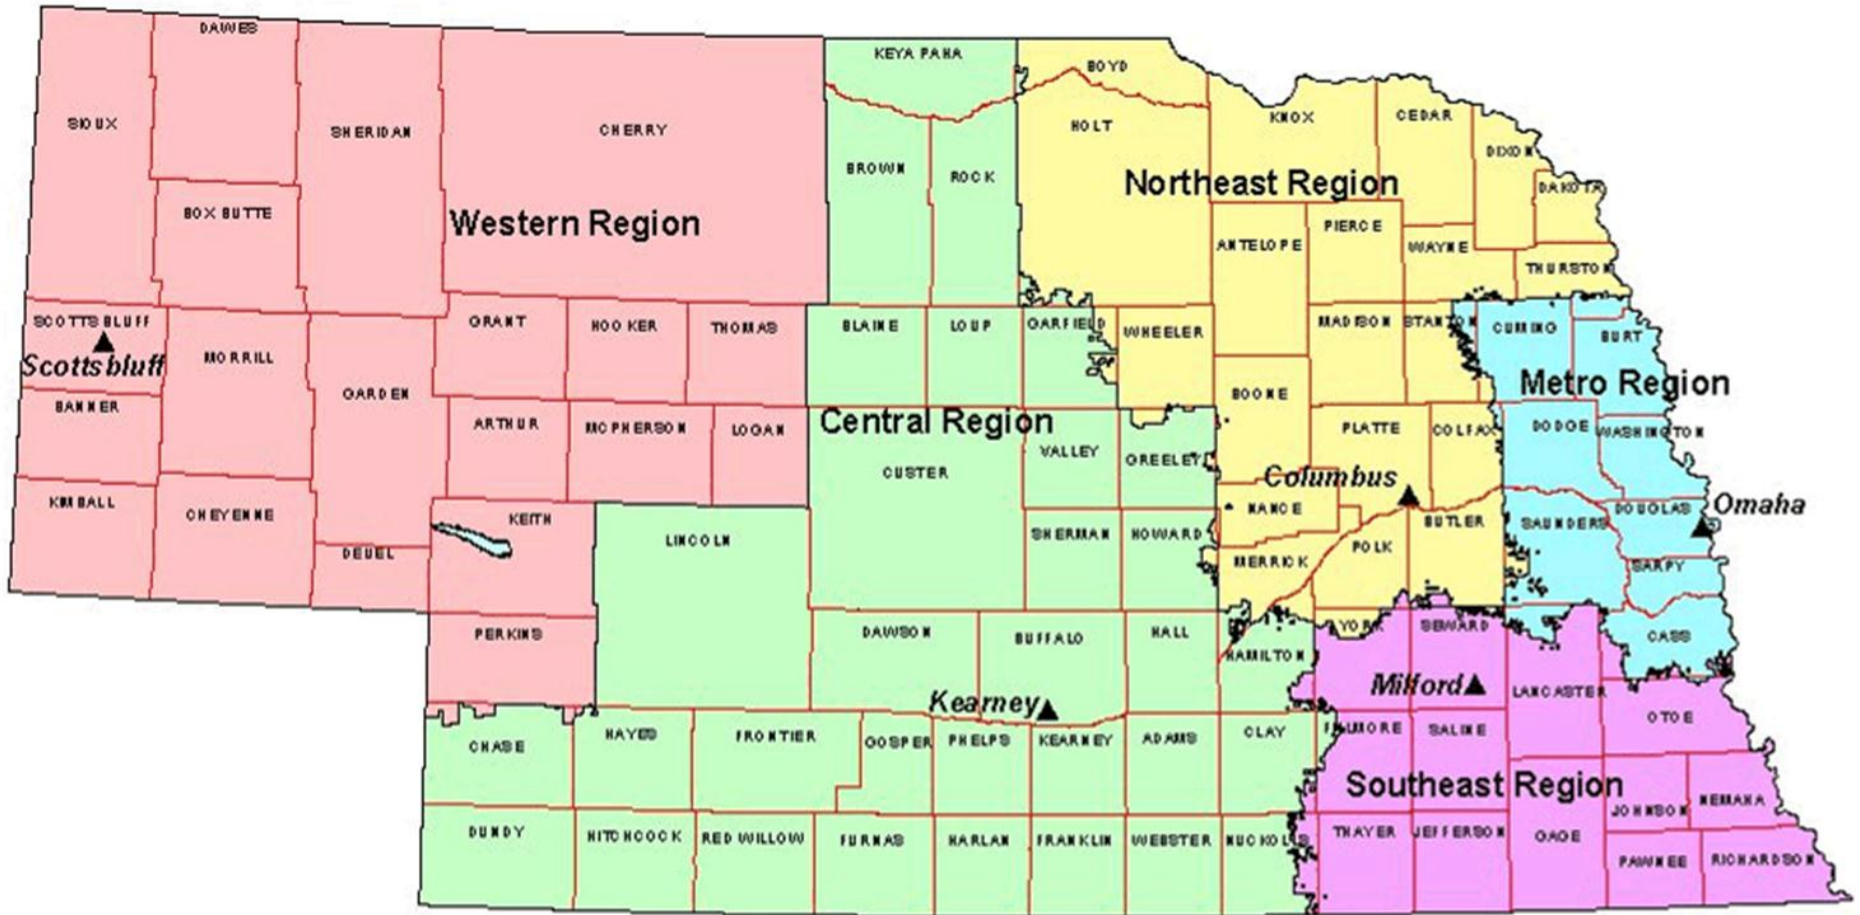 DAWES
KEYA PAHA
BOYD
SIOUX
SHERIDAN
CHERRY
HOLT
KNOX
CEDAR
DIXON
BROWN
ROCK
DAKOTA
Northeast Region
BOX BUTTE
Western Region
PIERCE
ANTELOPE
WAYNE
THURSTON
SCOTTS BLUFF
GRANT
HOOKER
THOMAS
BLAINE
LOUP
GARFIELD
WHEELER
MADISON
STANTON
CUMING
BURT
Scottsbluff
MORRILL
GARDEN
BOONE
Metro Region
BANNER
ARTHUR
MCPHERSON
LOGAN
Central Region
PLATTE
COLFAX
DODGE
WASHINGTON
VALLEY
GREELEY
CUSTER
Columbus
KIMBALL
CHEYENNE
KEITH
NANCE
BUTLER
SAUNDERS
DOUGLAS
Omaha
LINCOLN
SHERMAN
HOWARD
DEUEL
POLK
MERRICK
SARPY
PERKINS
DAWSON
BUFFALO
HALL
YORK
SEWARD
CASS
HAMILTON
Kearney
Milford
LANCASTER
OTOE
CHASE
HAYES
FRONTIER
GOSPER
PHELPS
KEARNEY
ADAMS
CLAY
FILLMORE
SALINE
Southeast Region
JOHNSON
NEMAHA
DUNDY
HITCHCOCK
RED WILLOW
FURNAS
HARLAN
FRANKLIN
WEBSTER
NUCKOLLS
THAYER
JEFFERSON
GAGE
PAWNEE
RICHARDSON